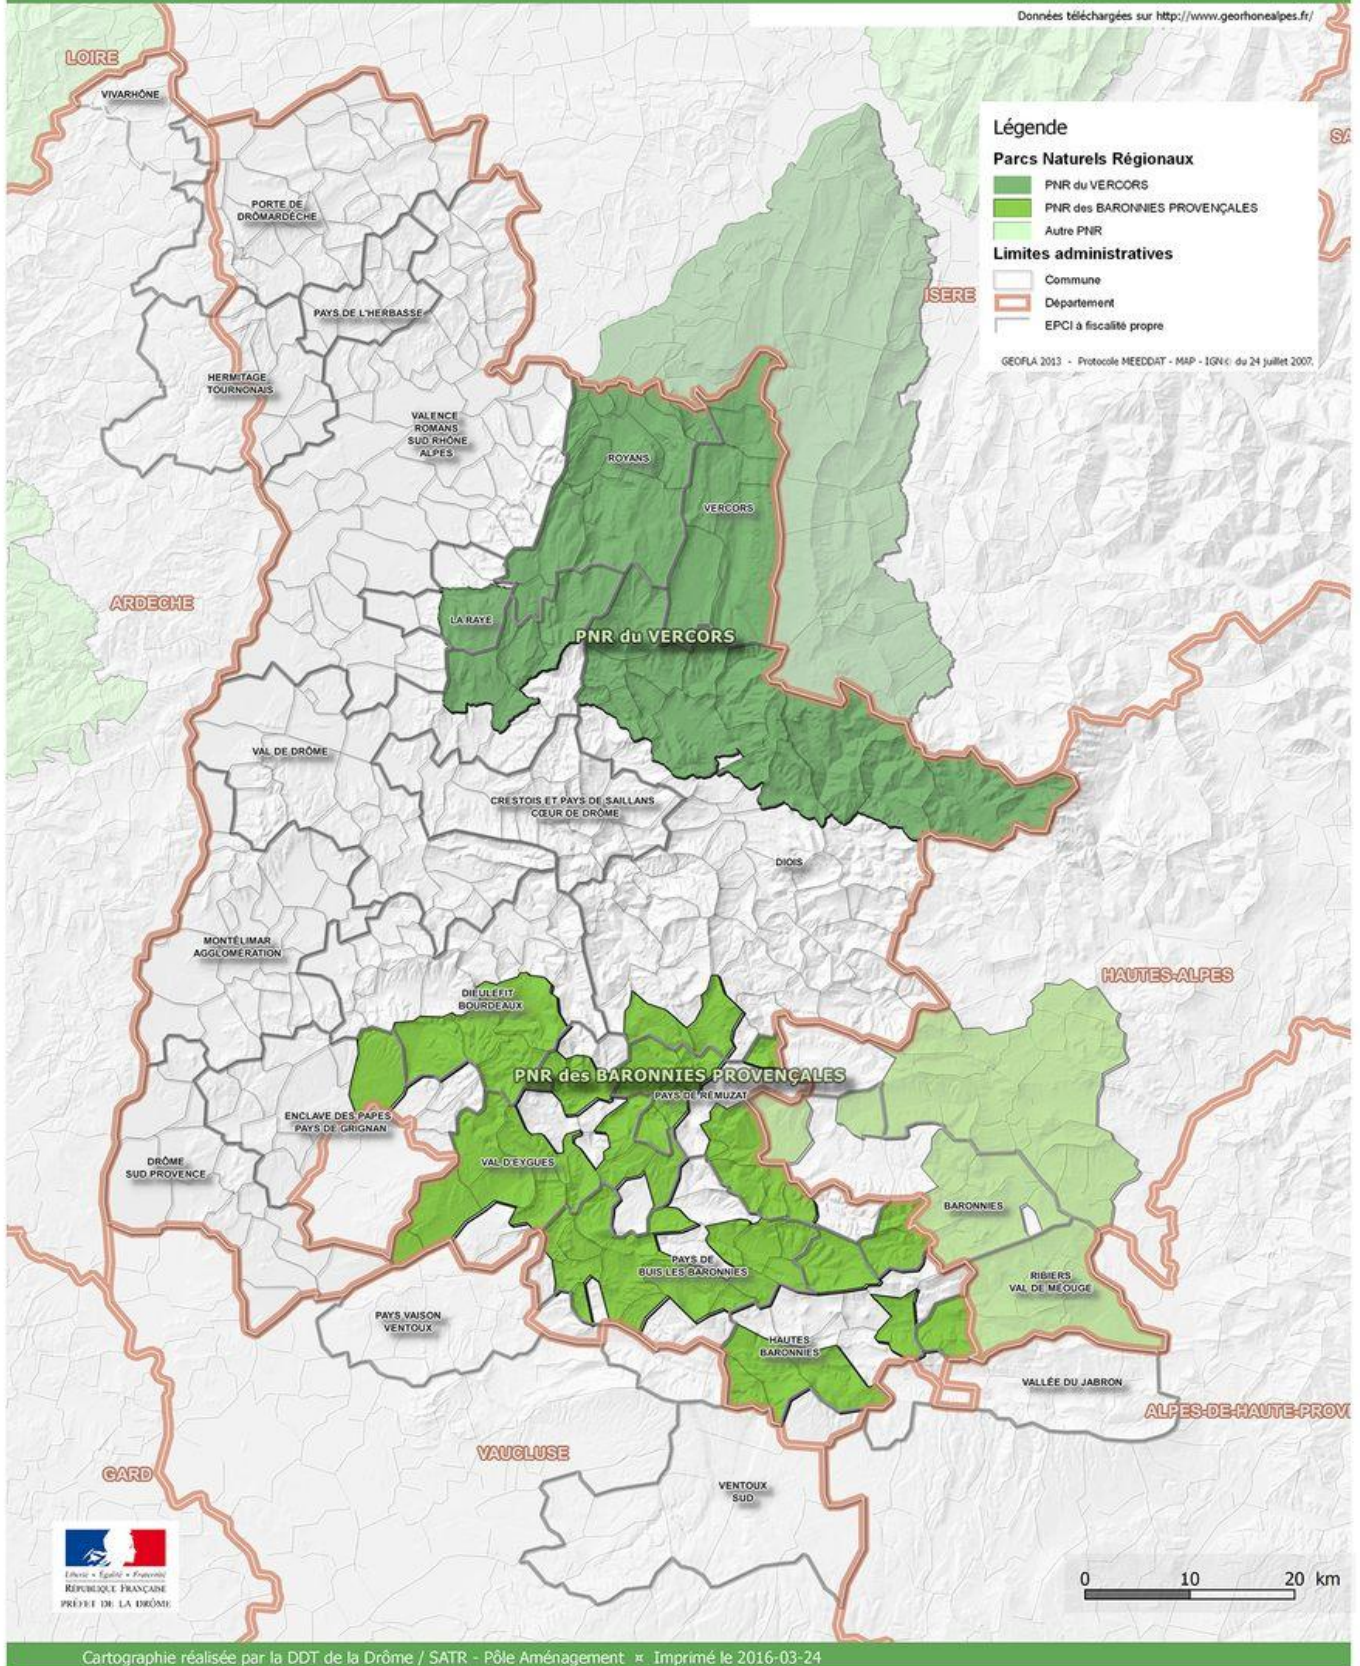 Données téléchargées sur http://www.georhonealpes.fr/
LOIRE
VIVARHÔNE
Légende
Parcs Naturels Régionaux
PNR du VERCORS
PNR des BARONNIES PROVENÇALES
Autre PNR
Limites administratives
Commune
Département
EPCI à fiscalité propre
GEOFLA 2013 - Protocole MEEDDAT - MAP - IGN© du 24 juillet 2007.
SA
PORTE DE
DRÔMARDÈCHE
ISERE
PAYS DE L'HERBASSE
HERMITAGE
TOURNONAIS
VALENCE
ROMANS
SUD RHÔNE
ALPES
ROYANS
VERCORS
ARDECHE
LA RAYE
PNR du VERCORS
VAL DE DRÔME
CRESTOIS ET PAYS DE SAILLANS
CŒUR DE DRÔME
DIOIS
MONTÉLIMAR
AGGLOMÉRATION
HAUTES-ALPES
DIEULEFIT
BOURDEAUX
PNR des BARONNIES PROVENÇALES
PAYS DE RÉMUZAT
ENCLAVE DES PAPES
PAYS DE GRIGNAN
DRÔME
SUD PROVENCE
VAL D'EYGUES
BARONNIES
PAYS DE
BUIS LES BARONNIES
RIBIERS
VAL DE MÉOUGE
PAYS VAISON
VENTOUX
HAUTES
BARONNIES
VALLÉE DU JABRON
ALPES-DE-HAUTE-PROV
VAUCLUSE
GARD
VENTOUX
SUD
Liberté • Égalité • Fraternité
RÉPUBLIQUE FRANÇAISE
PRÉFET DE LA DRÔME
0 10 20 km
Cartographie réalisée par la DDT de la Drôme / SATR - Pôle Aménagement ¤ Imprimé le 2016-03-24